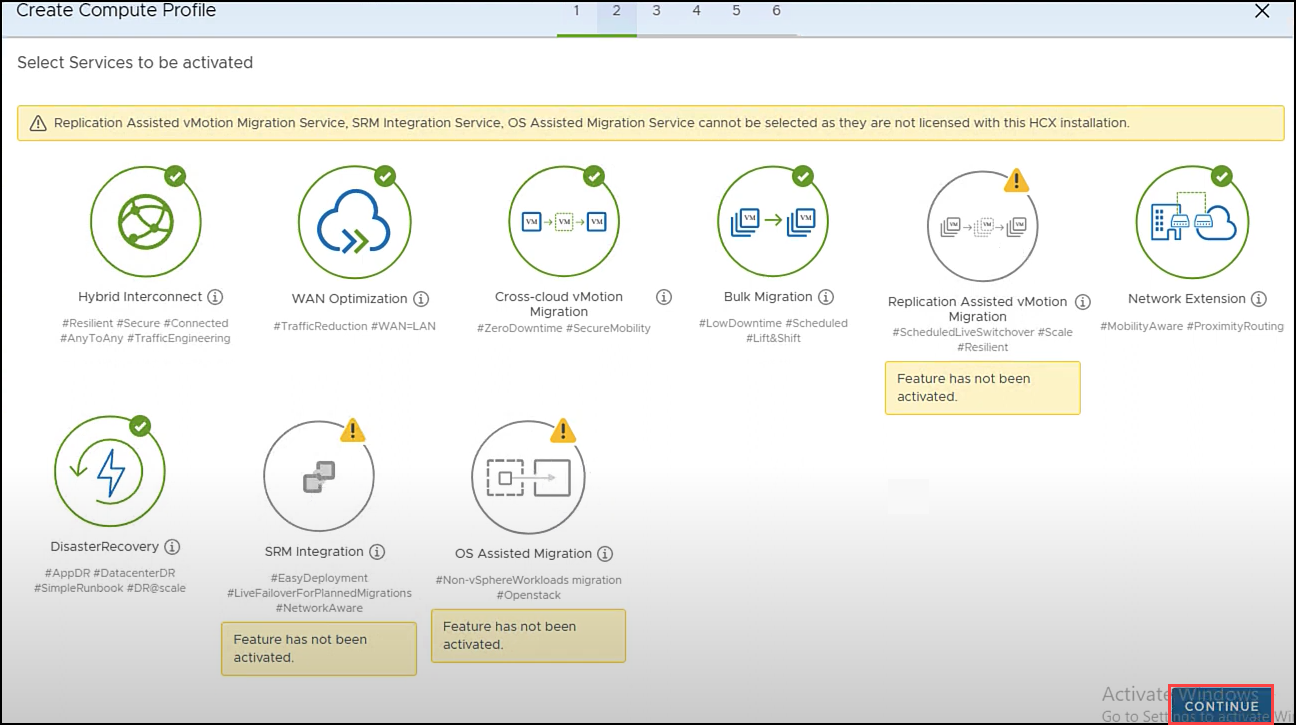 Create Compute Profile
1 2 3 4 5 6
Select Services to be activated
Replication Assisted vMotion Migration Service, SRM Integration Service, OS Assisted Migration Service cannot be selected as they are not licensed with this HCX installation.
VM VM VM
VM VM
VM VM VM
Hybrid Interconnect
#Resilient #Secure #Connected
#AnyToAny #TrafficEngineering
WAN Optimization
#TrafficReduction #WAN=LAN
Cross-cloud vMotion
Migration
#ZeroDowntime #SecureMobility
Bulk Migration
#LowDowntime #Scheduled
#Lift&Shift
Replication Assisted vMotion
Migration
#ScheduledLiveSwitchover #Scale
#Resilient
Feature has not been
activated.
Network Extension
#MobilityAware #ProximityRouting
DisasterRecovery
#AppDR #DatacenterDR
#SimpleRunbook #DR@scale
SRM Integration
#EasyDeployment
#LiveFailoverForPlannedMigrations
#NetworkAware
Feature has not been
activated.
OS Assisted Migration
#Non-vSphereWorkloads migration
#Openstack
Feature has not been
activated.
Activate Windows
Go to Settings to activate Wi
CONTINUE